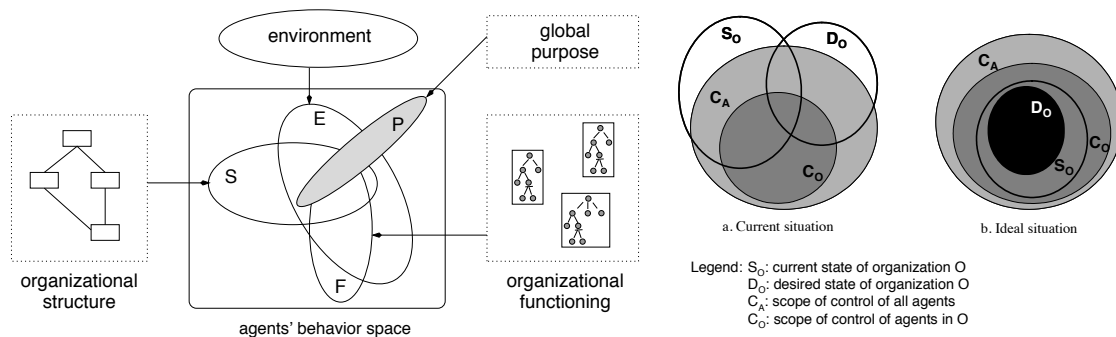 environment
global
purpose
E
P
S
F
organizational
structure
organizational
functioning
agents' behavior space
S_O
D_O
C_A
C_O
a. Current situation
C_A
D_O
C_O
S_O
b. Ideal situation
Legend: S_O: current state of organization O
D_O: desired state of organization O
C_A: scope of control of all agents
C_O: scope of control of agents in O